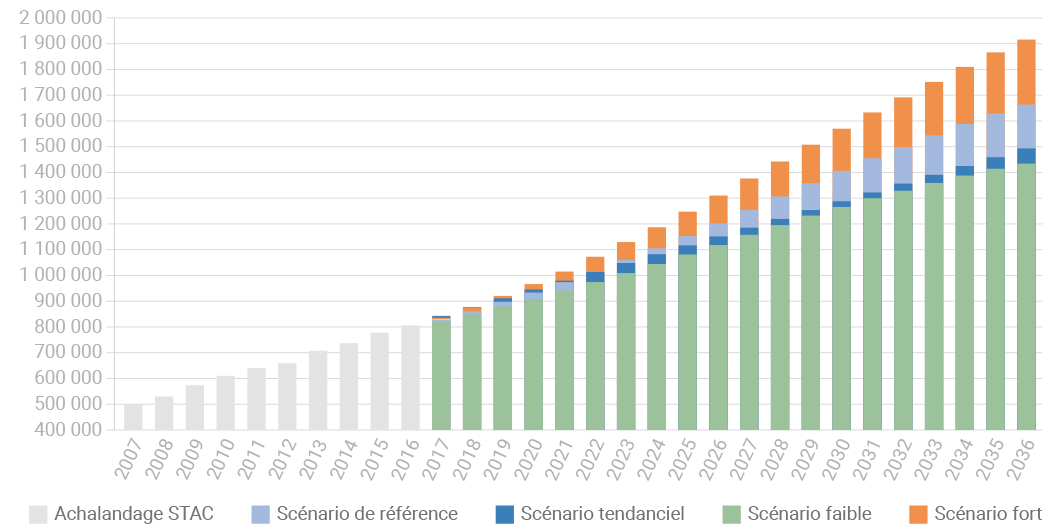 2 000 000
1 900 000
1 800 000
1 700 000
1 600 000
1 500 000
1 400 000
1 300 000
1 200 000
1 100 000
1 000 000
900 000
800 000
700 000
600 000
500 000
400 000
2007 2008 2009 2010 2011 2012 2013 2014 2015 2016 2017 2018 2019 2020 2021 2022 2023 2024 2025 2026 2027 2028 2029 2030 2031 2032 2033 2034 2035 2036
Achalandage STAC Scénario de référence Scénario tendanciel Scénario faible Scénario fort